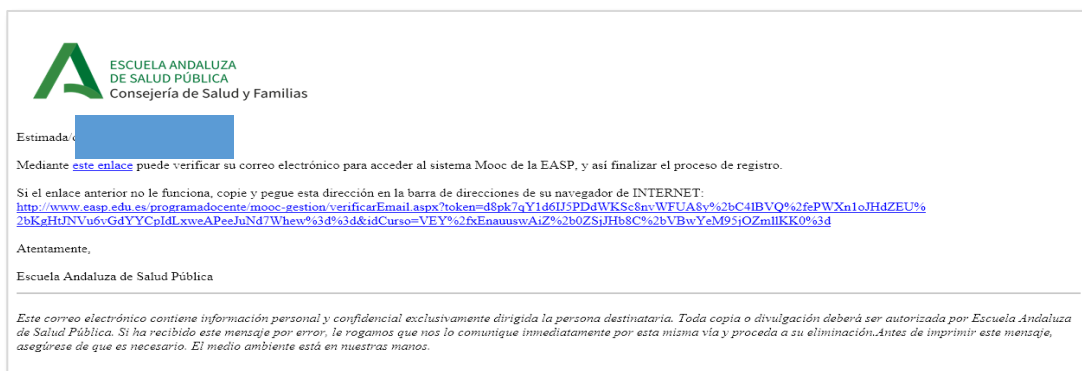 ESCUELA ANDALUZA
DE SALUD PÚBLICA
Consejería de Salud y Familias
Estimada/
Mediante este enlace puede verificar su correo electrónico para acceder al sistema Mooc de la EASP, y así finalizar el proceso de registro.
Si el enlace anterior no le funciona, copie y pegue esta dirección en la barra de direcciones de su navegador de INTERNET:
http://www.easp.edu.es/programadocente/mooc-gestion/verificarEmail.aspx?token=d8pk7qY1d6IJ5PDdWKSc8nvWFUA8v%2bC4lBVQ%2fePWXn1oJHdZEU%
2bKgHtJNVu6vGdYYCpIdLxweAPeeJuNd7Whew%3d%3d&idCurso=VEY%2fxEnauuswAiZ%2b0ZSjJHb8C%2bVBwYeM95jOZmllKK0%3d
Atentamente,
Escuela Andaluza de Salud Pública
Este correo electrónico contiene información personal y confidencial exclusivamente dirigida la persona destinataria. Toda copia o divulgación deberá ser autorizada por Escuela Andaluza
de Salud Pública. Si ha recibido este mensaje por error, le rogamos que nos lo comunique inmediatamente por esta misma vía y proceda a su eliminación.Antes de imprimir este mensaje,
asegúrese de que es necesario. El medio ambiente está en nuestras manos.